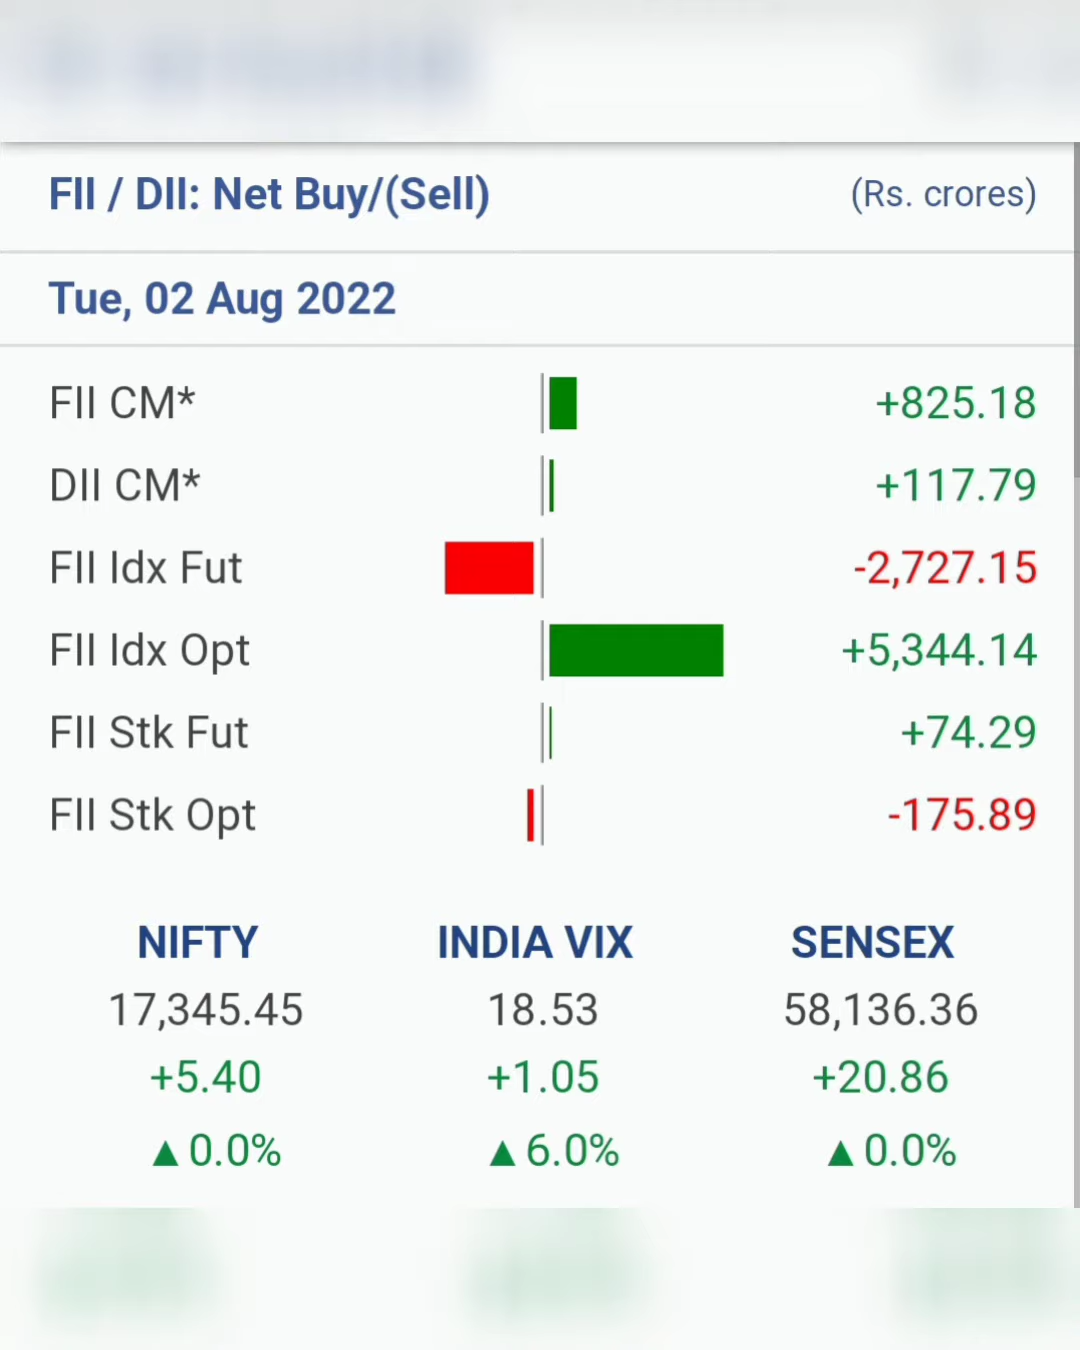 FII / DII: Net Buy/(Sell) (Rs. crores)
Tue, 02 Aug 2022
FII CM* +825.18
DII CM* +117.79
FII Idx Fut -2,727.15
FII Idx Opt +5,344.14
FII Stk Fut +74.29
FII Stk Opt -175.89
NIFTY INDIA VIX SENSEX
17,345.45 18.53 58,136.36
+5.40 +1.05 +20.86
▲0.0% ▲6.0% ▲0.0%